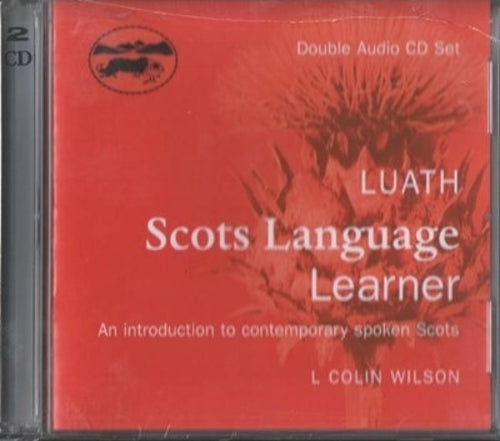 2
CD
Double Audio CD Set
LUATH
Scots Language
Learner
An introduction to contemporary spoken Scots
L COLIN WILSON